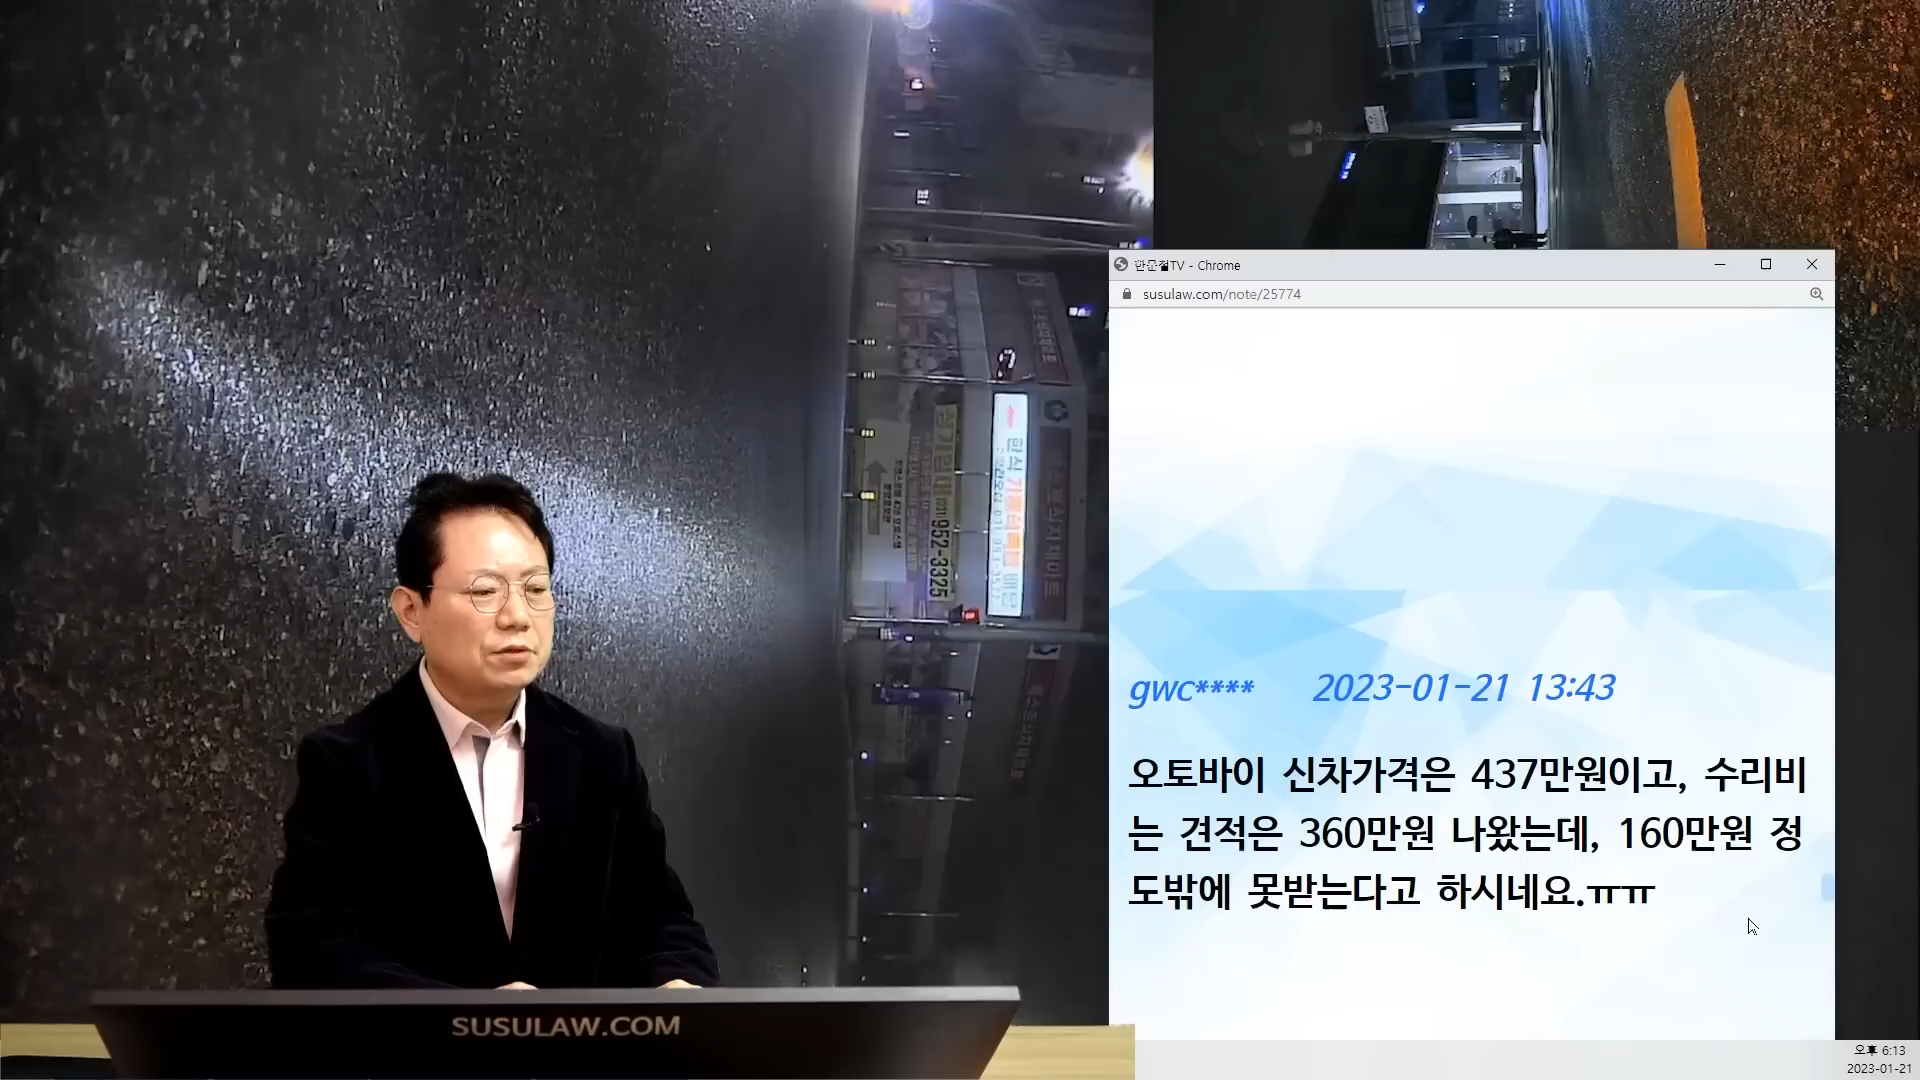 한문철TV - Chrome
susulaw.com/note/25774
gwc**** 2023-01-21 13:43
오토바이 신차가격은 437만원이고, 수리비
는 견적은 360만원 나왔는데, 160만원 정
도밖에 못받는다고 하시네요.ㅠㅠ
SUSULAW.COM
오후 6:13
2023-01-21
952-3325